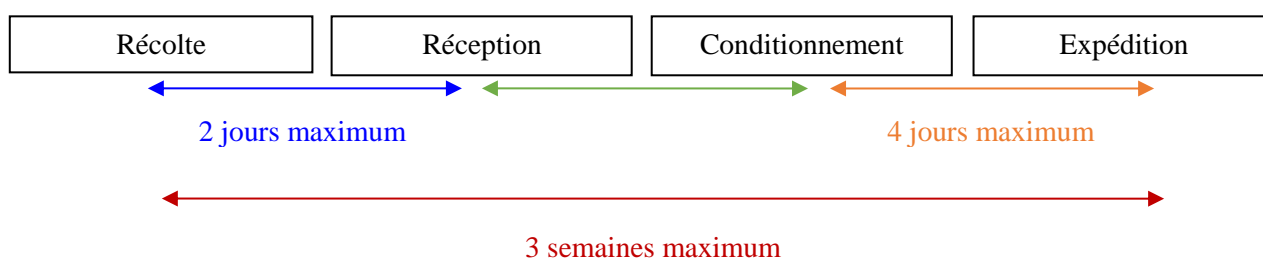 Récolte Réception Conditionnement Expédition
2 jours maximum 4 jours maximum
3 semaines maximum